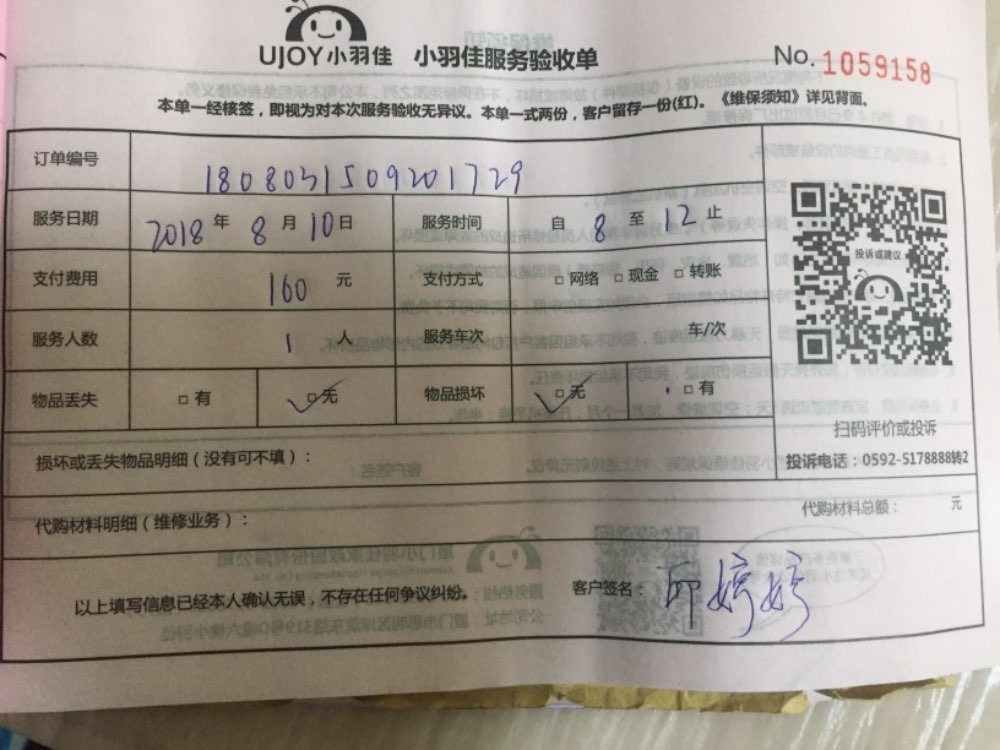 UJOY小羽佳 小羽佳服务验收单 No. 1059158
本单一经核签，即视为对本次服务验收无异议。本单一式两份，客户留存一份(红)。《维保须知》详见背面。
订单编号 1808031509201729
服务日期 2018 年 8 月 10 日 服务时间 自 8 至 12 止
投诉或建议
支付费用 160 元 支付方式 □ 网络 □ 现金 □ 转账
服务人数 1 人 服务车次 车/次
物品丢失 □ 有 □ 无 物品损坏 □ 无 □ 有
扫码评价或投诉
损坏或丢失物品明细（没有可不填）： 投诉电话：0592-5178888转2
代购材料明细（维修业务）： 代购材料总额： 元
以上填写信息已经本人确认无误，不存在任何争议纠纷。 客户签名： 邱婷婷